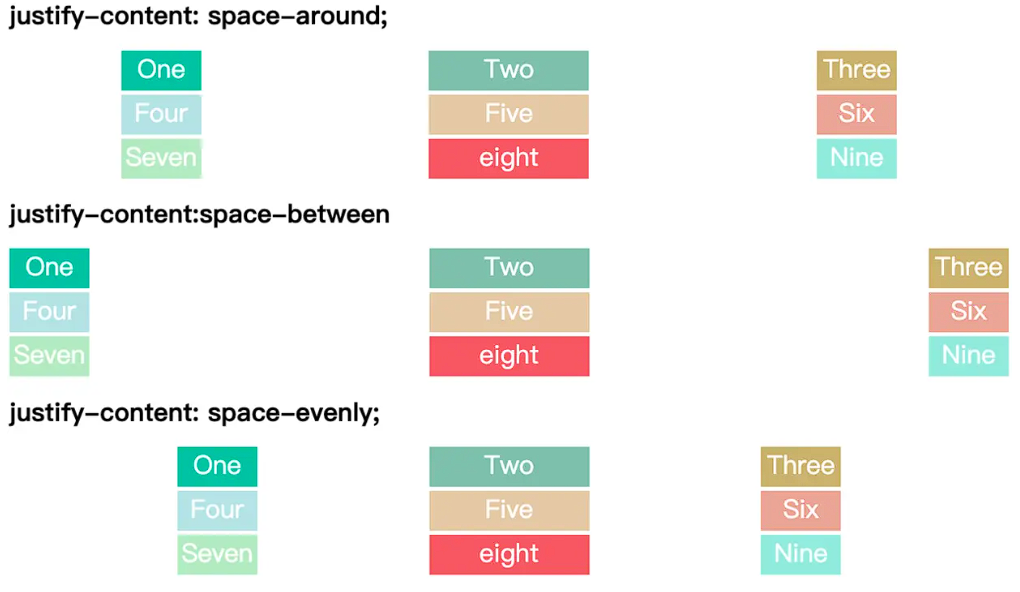 justify-content: space-around;
One Two Three
Four Five Six
Seven eight Nine
justify-content:space-between
One Two Three
Four Five Six
Seven eight Nine
justify-content: space-evenly;
One Two Three
Four Five Six
Seven eight Nine